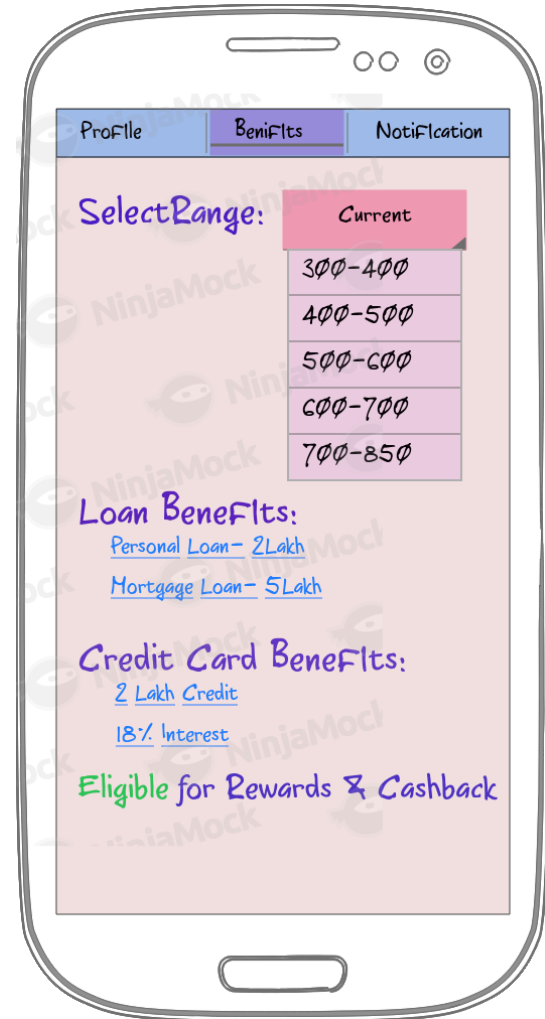 Profile Benifits Notification
SelectRange: Current
300-400
400-500
500-600
600-700
700-850
Loan Benefits:
Personal Loan- 2Lakh
Mortgage Loan- 5Lakh
Credit Card Benefits:
2 Lakh Credit
18% Interest
Eligible for Rewards & Cashback
NinjaMock